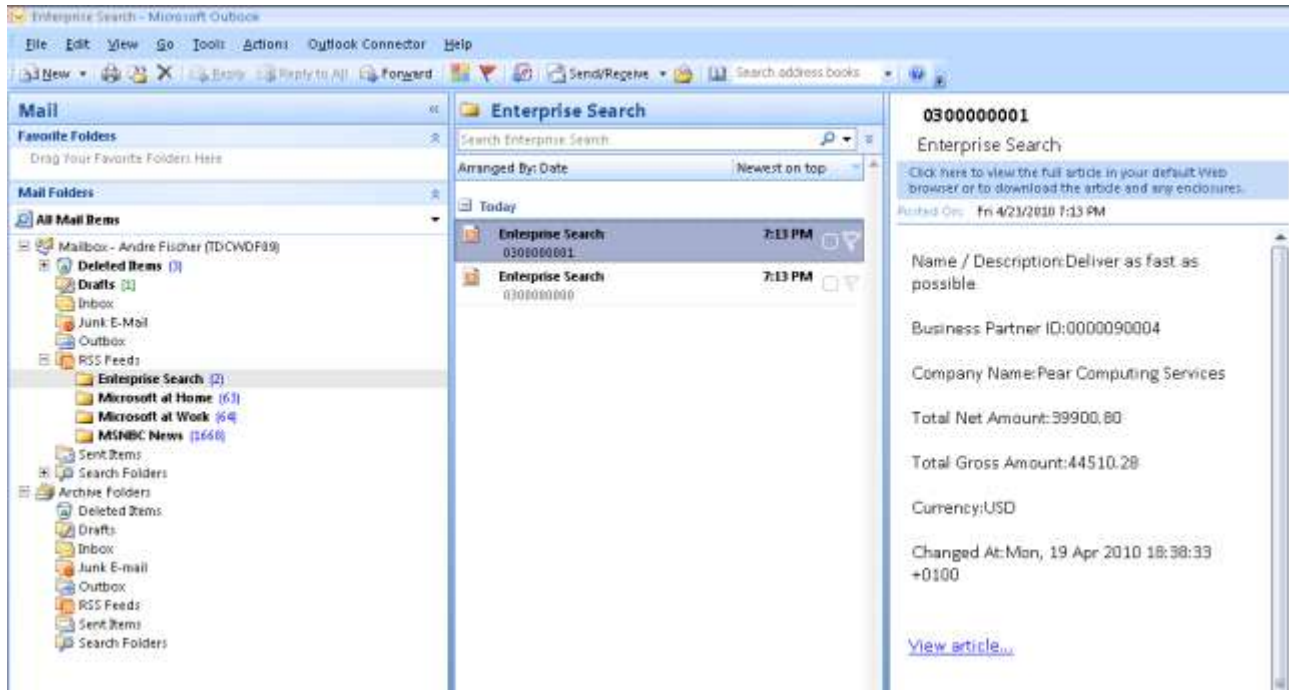 Enterprise Search - Microsoft Outlook
File Edit View Go Tools Actions Outlook Connector Help
New Reply Reply to All Forward Send/Receive Search address books
Mail
Favorite Folders
Drag Your Favorite Folders Here
Mail Folders
All Mail Items
Mailbox - Andre Fischer (TDCWDF89)
Deleted Items (3)
Drafts [1]
Inbox
Junk E-Mail
Outbox
RSS Feeds
Enterprise Search (2)
Microsoft at Home (63)
Microsoft at Work (64)
MSNBC News (1668)
Sent Items
Search Folders
Archive Folders
Deleted Items
Drafts
Inbox
Junk E-mail
Outbox
RSS Feeds
Sent Items
Search Folders
Enterprise Search
Search Enterprise Search
Arranged By: Date Newest on top
Today
Enterprise Search 7:13 PM
0300000001
Enterprise Search 7:13 PM
0300000000
0300000001
Enterprise Search
Click here to view the full article in your default Web
browser or to download the article and any enclosures.
Posted On: Fri 4/23/2010 7:13 PM
Name / Description:Deliver as fast as
possible
Business Partner ID:0000090004
Company Name:Pear Computing Services
Total Net Amount:39900.80
Total Gross Amount:44510.28
Currency:USD
Changed At:Mon, 19 Apr 2010 18:38:33
+0100
View article...